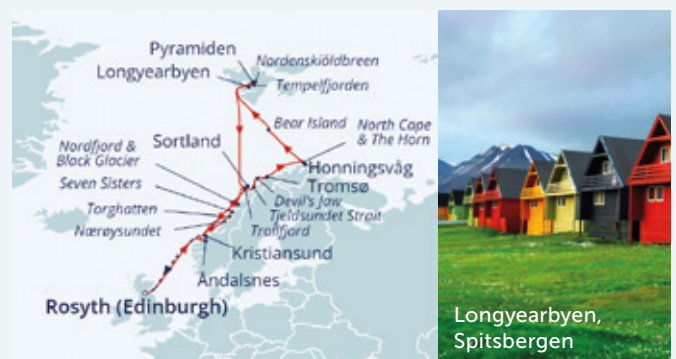 Pyramiden
Nordenskiöldbreen
Longyearbyen
Tempelfjorden
Bear Island
North Cape
& The Horn
Nordfjord &
Black Glacier
Sortland
Honningsvåg
Seven Sisters
Tromsø
Devil's Jaw
Torghatten
Tjeldsundet Strait
Nærøysundet
Trollfjord
Kristiansund
Åndalsnes
Rosyth (Edinburgh)
Longyearbyen,
Spitsbergen